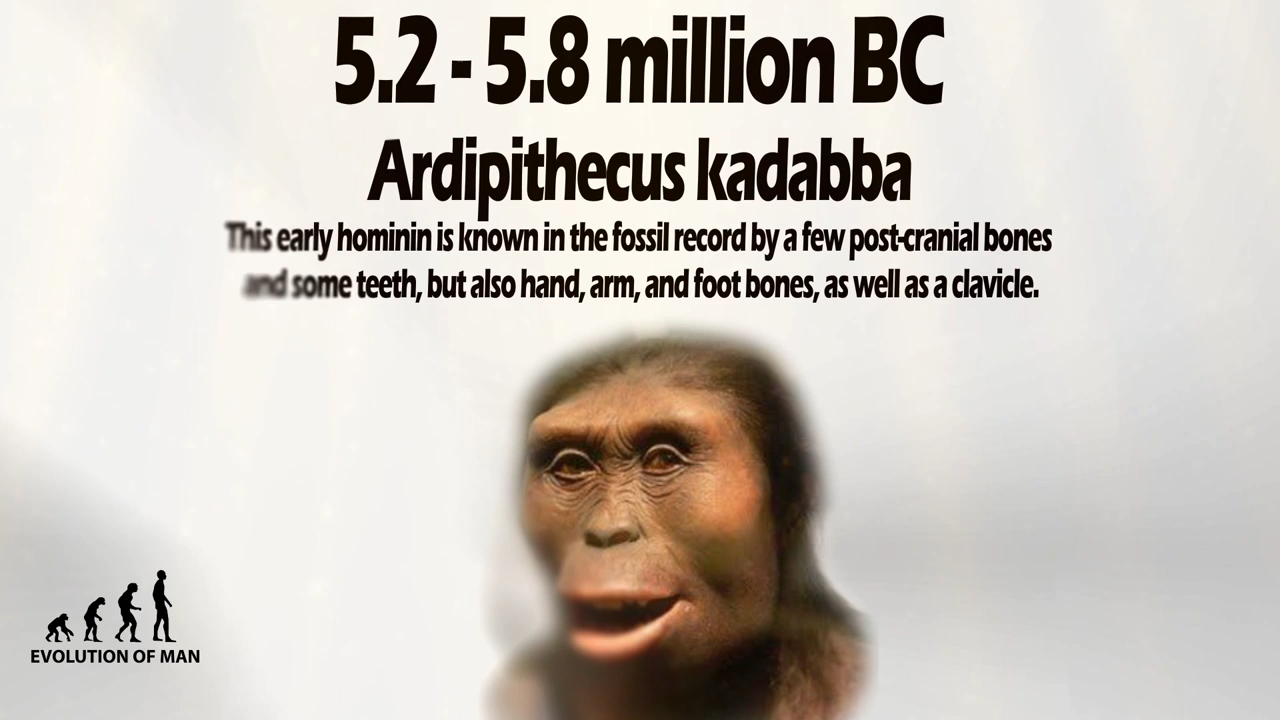 5.2 - 5.8 million BC
Ardipithecus kadabba
This early hominin is known in the fossil record by a few post-cranial bones
and some teeth, but also hand, arm, and foot bones, as well as a clavicle.
EVOLUTION OF MAN